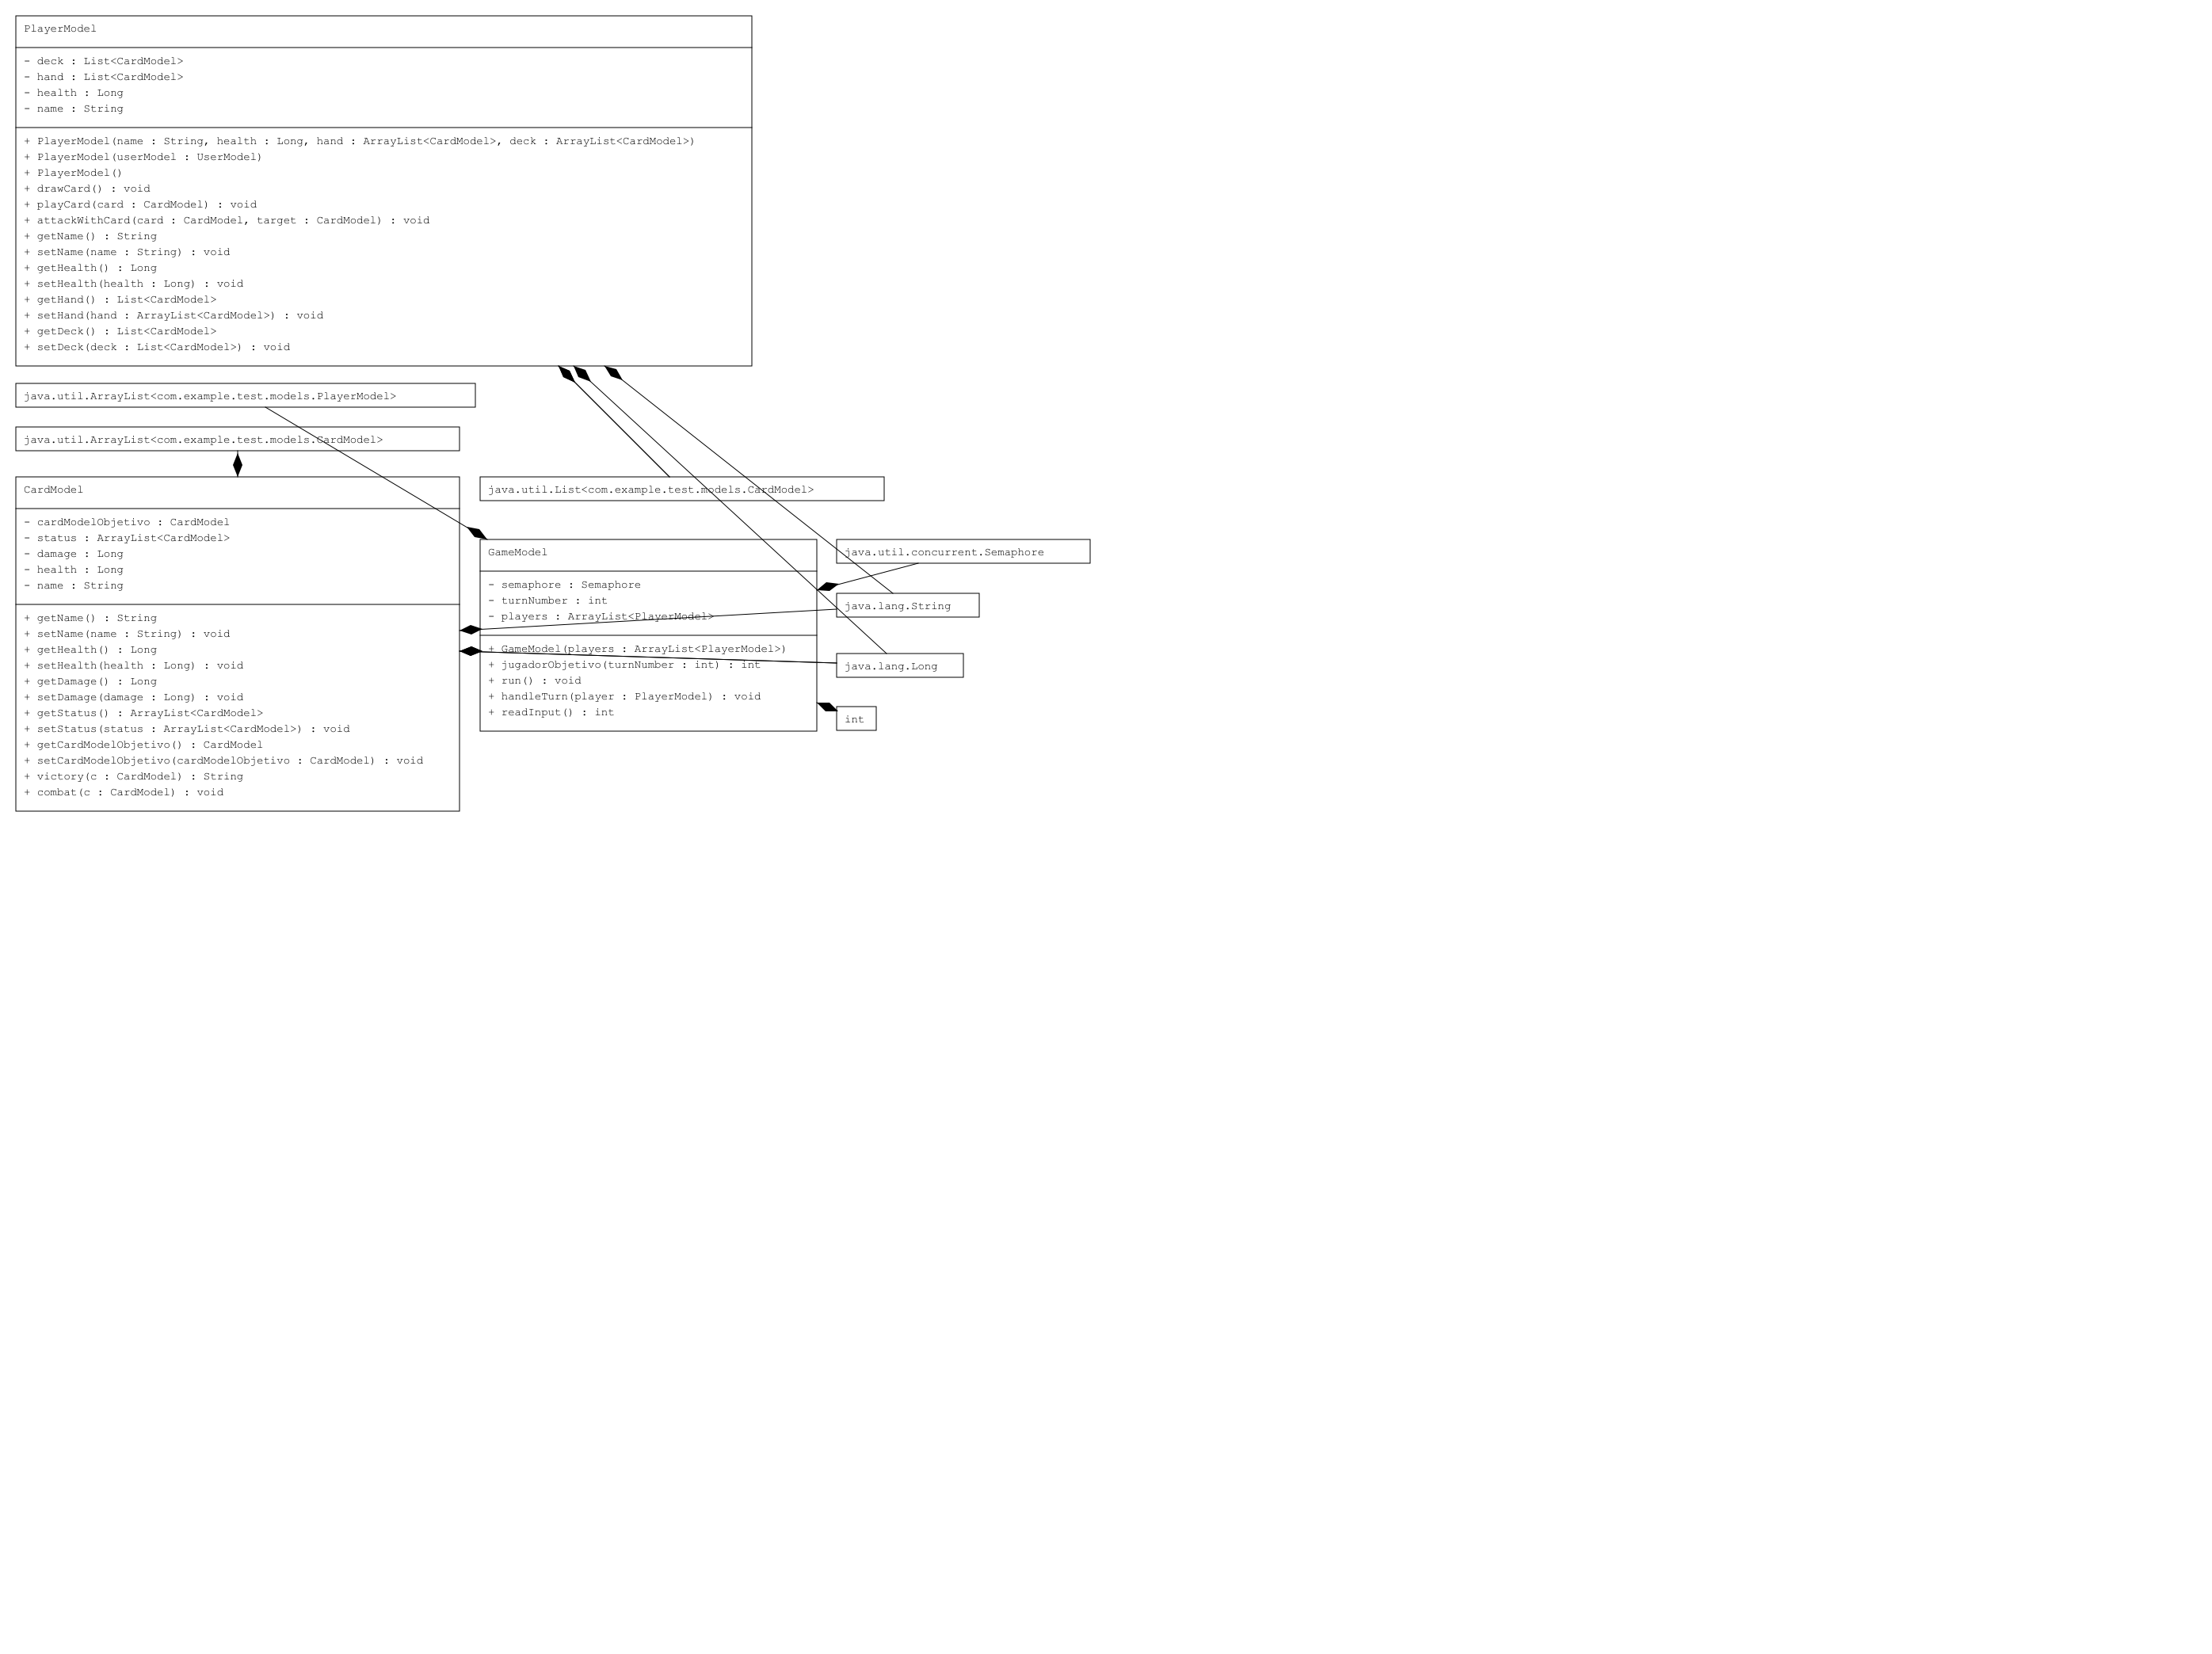 PlayerModel
- deck : List<CardModel>
- hand : List<CardModel>
- health : Long
- name : String
+ PlayerModel(name : String, health : Long, hand : ArrayList<CardModel>, deck : ArrayList<CardModel>)
+ PlayerModel(userModel : UserModel)
+ PlayerModel()
+ drawCard() : void
+ playCard(card : CardModel) : void
+ attackWithCard(card : CardModel, target : CardModel) : void
+ getName() : String
+ setName(name : String) : void
+ getHealth() : Long
+ setHealth(health : Long) : void
+ getHand() : List<CardModel>
+ setHand(hand : ArrayList<CardModel>) : void
+ getDeck() : List<CardModel>
+ setDeck(deck : List<CardModel>) : void
java.util.ArrayList<com.example.test.models.PlayerModel>
java.util.ArrayList<com.example.test.models.CardModel>
CardModel
- cardModelObjetivo : CardModel
- status : ArrayList<CardModel>
- damage : Long
- health : Long
- name : String
+ getName() : String
+ setName(name : String) : void
+ getHealth() : Long
+ setHealth(health : Long) : void
+ getDamage() : Long
+ setDamage(damage : Long) : void
+ getStatus() : ArrayList<CardModel>
+ setStatus(status : ArrayList<CardModel>) : void
+ getCardModelObjetivo() : CardModel
+ setCardModelObjetivo(cardModelObjetivo : CardModel) : void
+ victory(c : CardModel) : String
+ combat(c : CardModel) : void
java.util.List<com.example.test.models.CardModel>
GameModel
- semaphore : Semaphore
- turnNumber : int
- players : ArrayList<PlayerModel>
+ GameModel(players : ArrayList<PlayerModel>)
+ jugadorObjetivo(turnNumber : int) : int
+ run() : void
+ handleTurn(player : PlayerModel) : void
+ readInput() : int
java.util.concurrent.Semaphore
java.lang.String
java.lang.Long
int